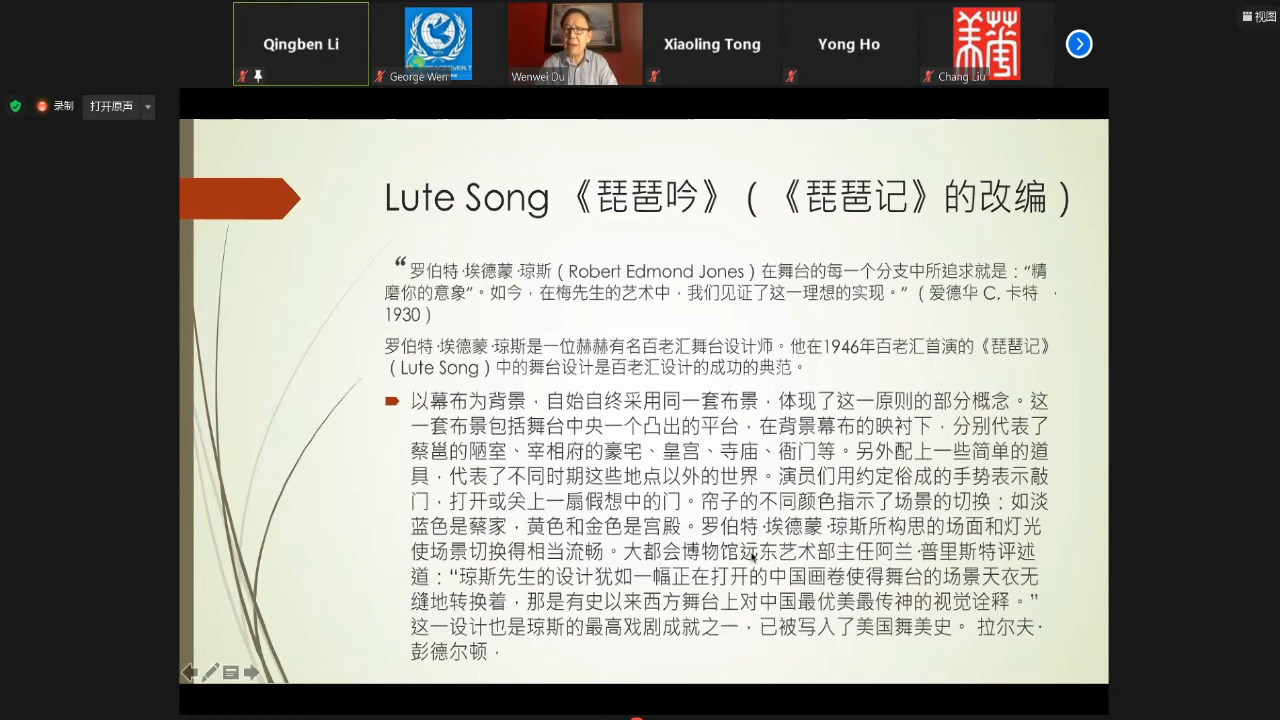 Qingben Li
George Wen
Wenwei Du
Xiaoling Tong
Yong Ho
Chang Liu
视图
录制
打开原声
Lute Song 《琵琶吟》（《琵琶记》的改编）
“罗伯特·埃德蒙·琼斯（Robert Edmond Jones）在舞台的每一个分支中所追求就是：“精
磨你的意象”。如今，在梅先生的艺术中，我们见证了这一理想的实现。”（爱德华 C. 卡特，
1930）
罗伯特·埃德蒙·琼斯是一位赫赫有名百老汇舞台设计师。他在1946年百老汇首演的《琵琶记》
（Lute Song）中的舞台设计是百老汇设计的成功的典范。
以幕布为背景，自始自终采用同一套布景，体现了这一原则的部分概念。这
一套布景包括舞台中央一个凸出的平台，在背景幕布的映衬下，分别代表了
蔡邕的陋室、宰相府的豪宅、皇宫、寺庙、衙门等。另外配上一些简单的道
具，代表了不同时期这些地点以外的世界。演员们用约定俗成的手势表示敲
门，打开或关上一扇假想中的门。帘子的不同颜色指示了场景的切换：如淡
蓝色是蔡家，黄色和金色是宫殿。罗伯特·埃德蒙·琼斯所构思的场面和灯光
使场景切换得相当流畅。大都会博物馆远东艺术部主任阿兰·普里斯特评述
道：“琼斯先生的设计犹如一幅正在打开的中国画卷使得舞台的场景天衣无
缝地转换着，那是有史以来西方舞台上对中国最优美最传神的视觉诠释。”
这一设计也是琼斯的最高戏剧成就之一，已被写入了美国舞美史。 拉尔夫·
彭德尔顿，